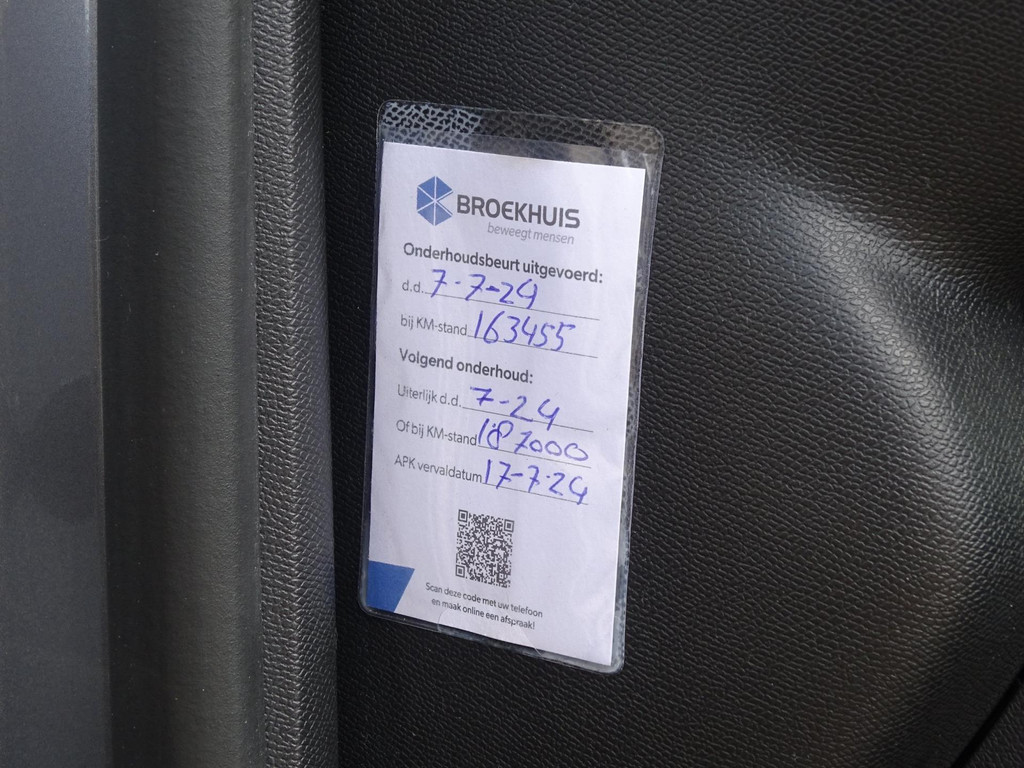 BROEKHUIS
beweegt mensen
Onderhoudsbeurt uitgevoerd:
d.d. 7-7-24
bij KM-stand 163455
Volgend onderhoud:
Uiterlijk d.d. 7-24
Of bij KM-stand 187000
APK vervaldatum 17-7-24
Scan deze code met uw telefoon
en maak online een afspraak!